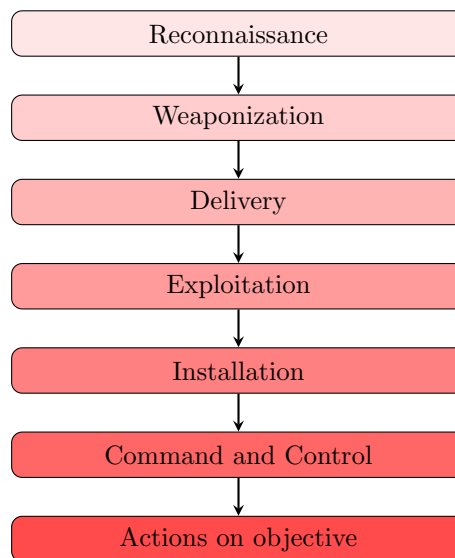 Reconnaissance
Weaponization
Delivery
Exploitation
Installation
Command and Control
Actions on objective